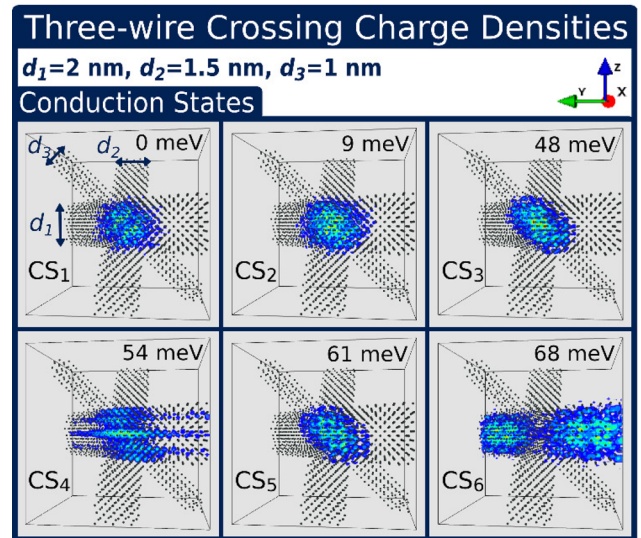 Three-wire Crossing Charge Densities
d₁=2 nm, d₂=1.5 nm, d₃=1 nm
Z
Y
X
Conduction States
d₃
d₂
0 meV
d₁
CS₁
9 meV
CS₂
48 meV
CS₃
54 meV
CS₄
61 meV
CS₅
68 meV
CS₆